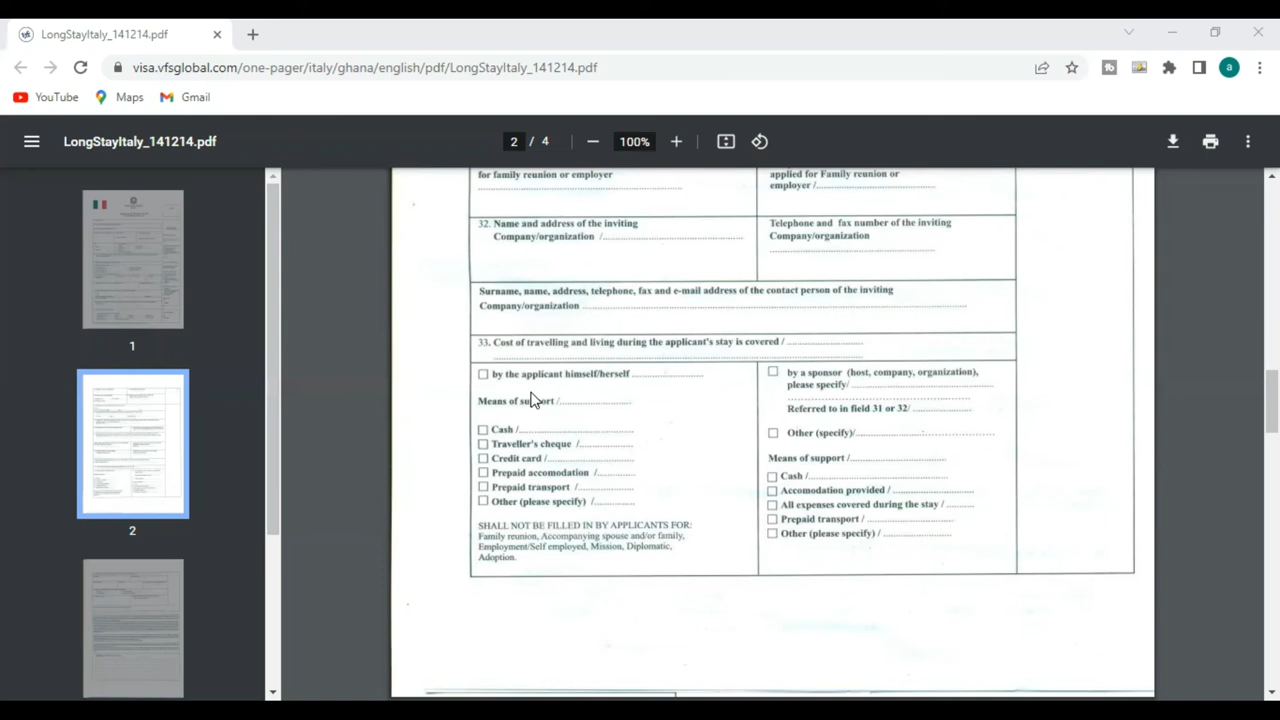 LongStayItaly_141214.pdf
visa.vfsglobal.com/one-pager/italy/ghana/english/pdf/LongStayItaly_141214.pdf
a
YouTube
Maps
Gmail
LongStayItaly_141214.pdf
2 / 4
100%
1
2
for family reunion or employer
applied for Family reunion or
employer /
32. Name and address of the inviting
Company/organization /
Telephone and fax number of the inviting
Company/organization
Surname, name, address, telephone, fax and e-mail address of the contact person of the inviting
Company/organization
33. Cost of travelling and living during the applicant's stay is covered /
by the applicant himself/herself
Means of support /
Cash /
Traveller's cheque /
Credit card /
Prepaid accomodation /
Prepaid transport /
Other (please specify) /
SHALL NOT BE FILLED IN BY APPLICANTS FOR:
Family reunion, Accompanying spouse and/or family,
Employment/Self employed, Mission, Diplomatic,
Adoption.
by a sponsor (host, company, organization),
please specify/
Referred to in field 31 or 32/
Other (specify)/
Means of support /
Cash /
Accomodation provided /
All expenses covered during the stay /
Prepaid transport /
Other (please specify) /